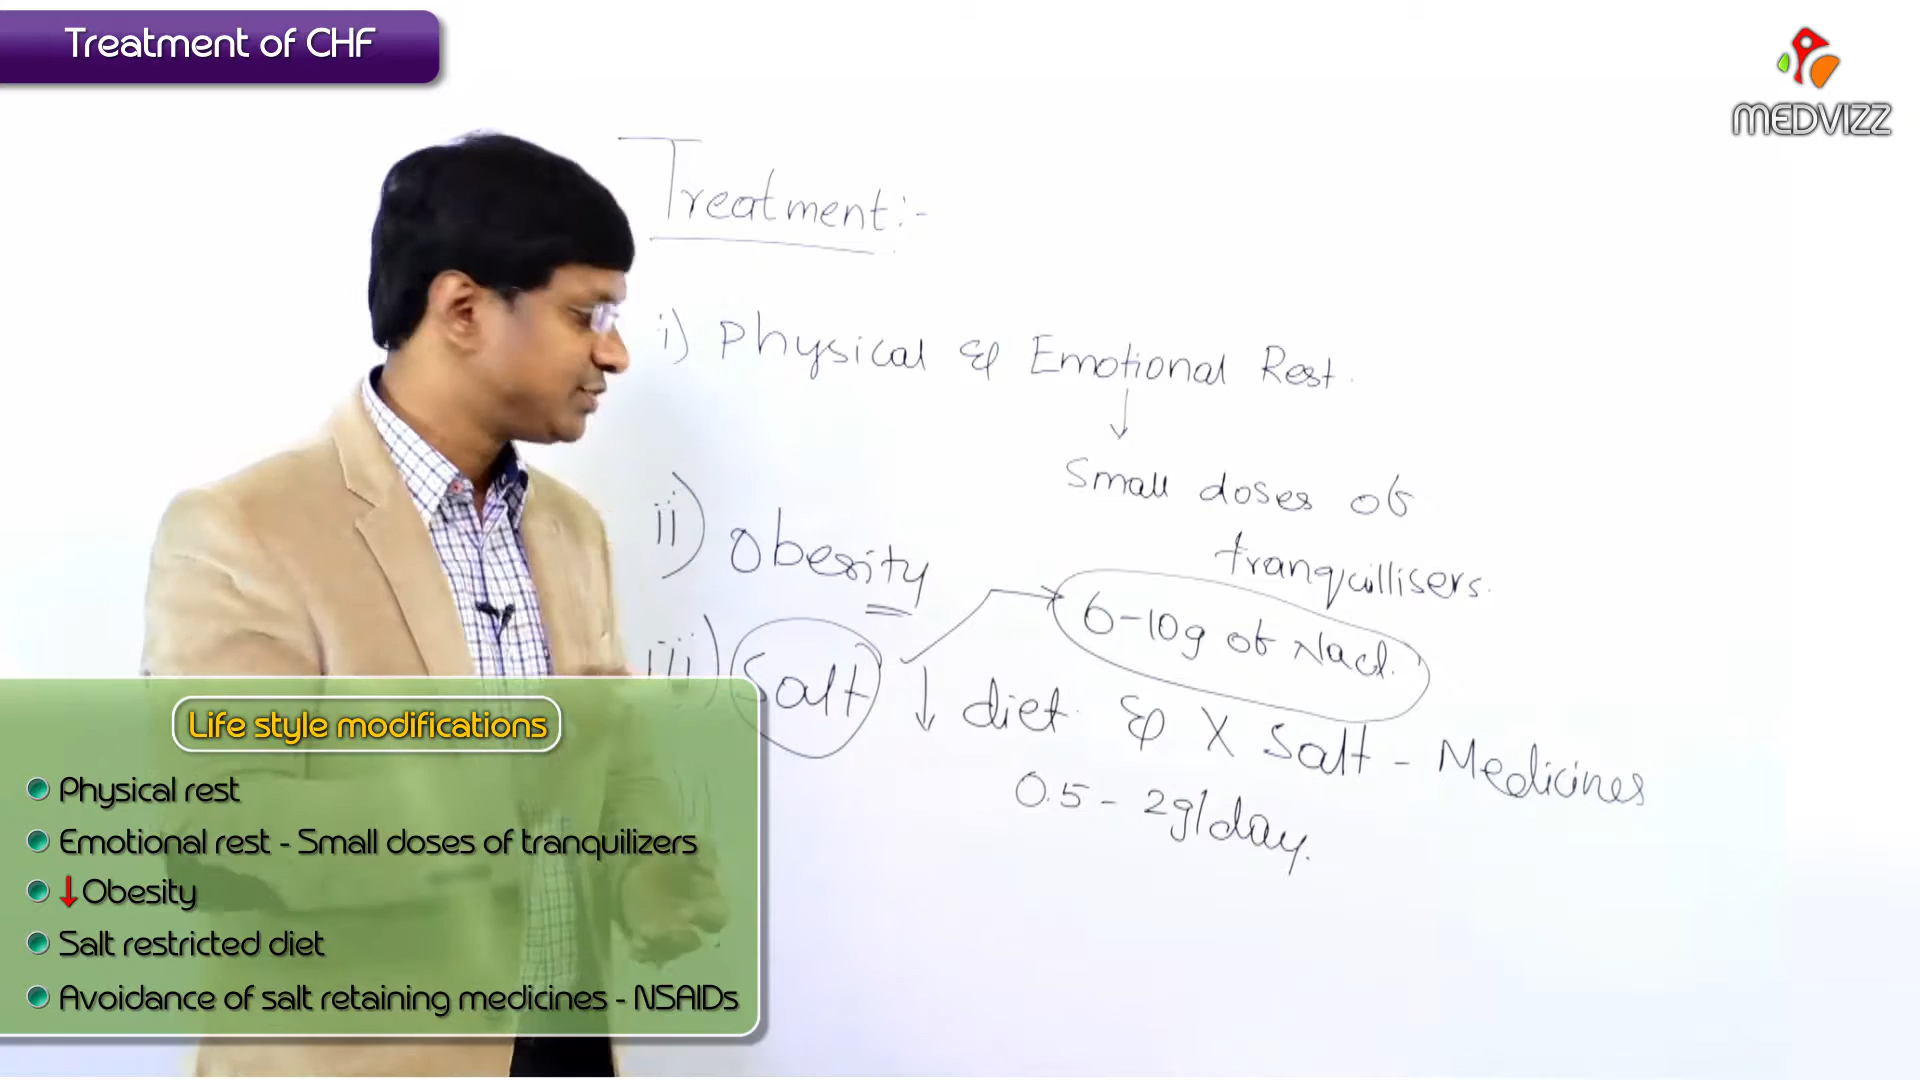 Treatment of CHF
MEDVIZZ
Treatment:-
i) Physical & Emotional Rest.
Small doses of
tranquillisers.
ii) Obesity
6-10g of Nacl.
iii) Salt ↓ diet & X Salt - Medicines
0.5 - 2g/day.
Life style modifications
Physical rest
Emotional rest - Small doses of tranquilizers
↓Obesity
Salt restricted diet
Avoidance of salt retaining medicines - NSAIDs